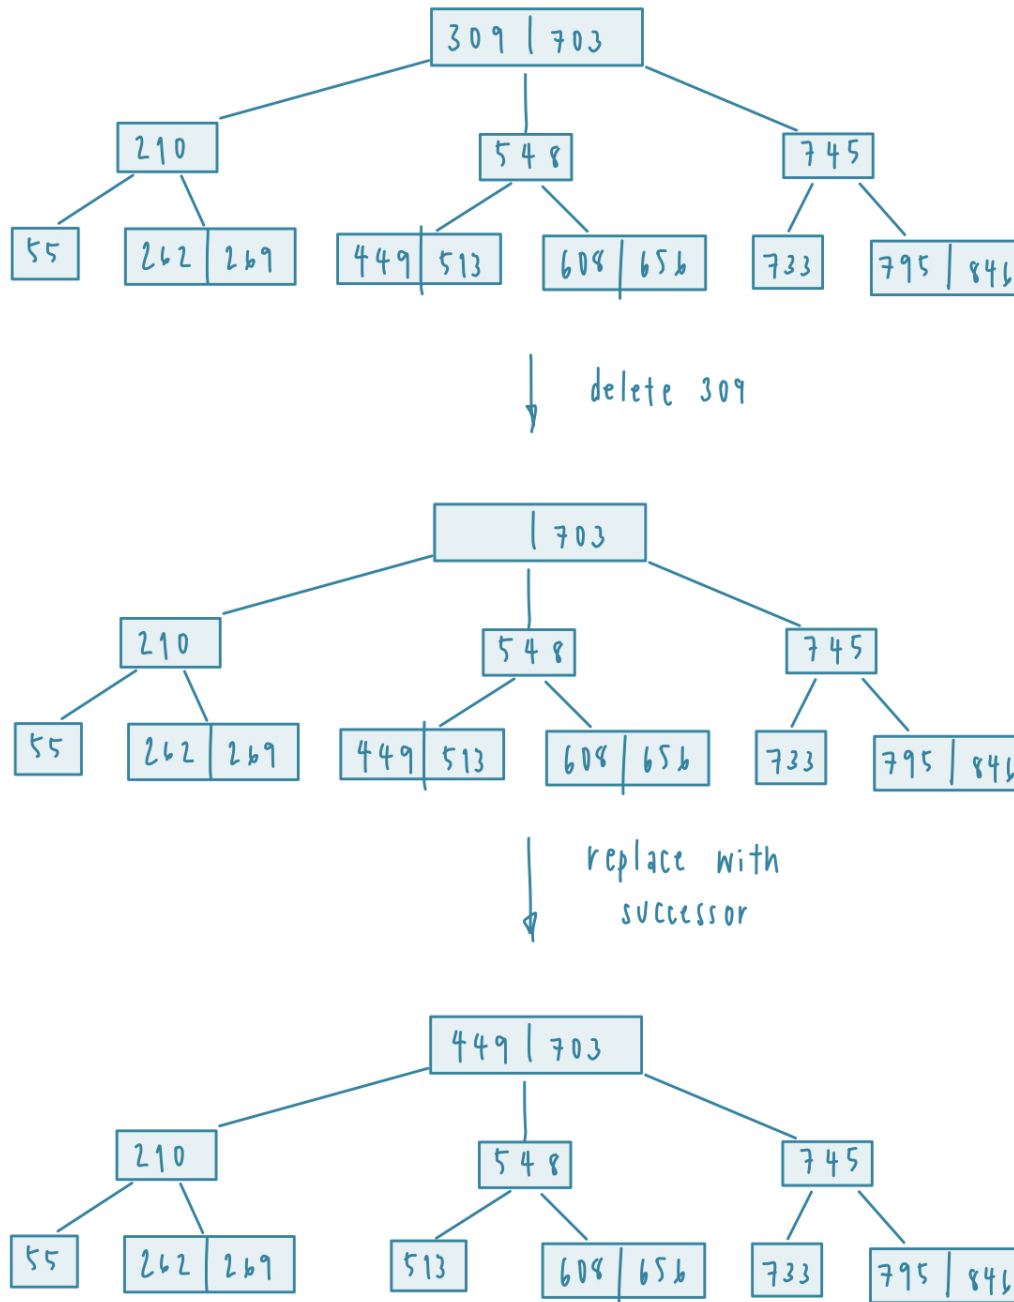 309 | 703
210 548 745
55 262 | 269 449 | 513 608 | 656 733 795 | 846
delete 309
| 703
210 548 745
55 262 | 269 449 | 513 608 | 656 733 795 | 846
replace with
successor
449 | 703
210 548 745
55 262 | 269 513 608 | 656 733 795 | 846